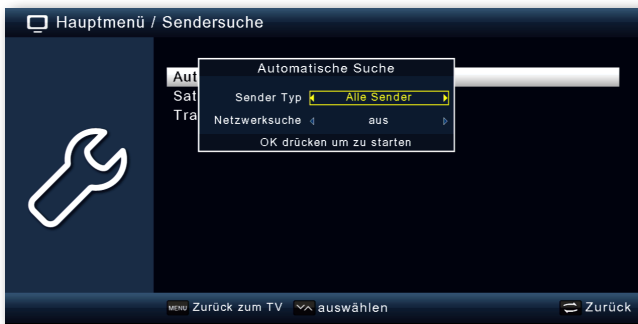 Hauptmenü / Sendersuche
Automatische Suche
Aut
Sat
Tra
Sender Typ Alle Sender
Netzwerksuche aus
OK drücken um zu starten
MENU Zurück zum TV auswählen Zurück